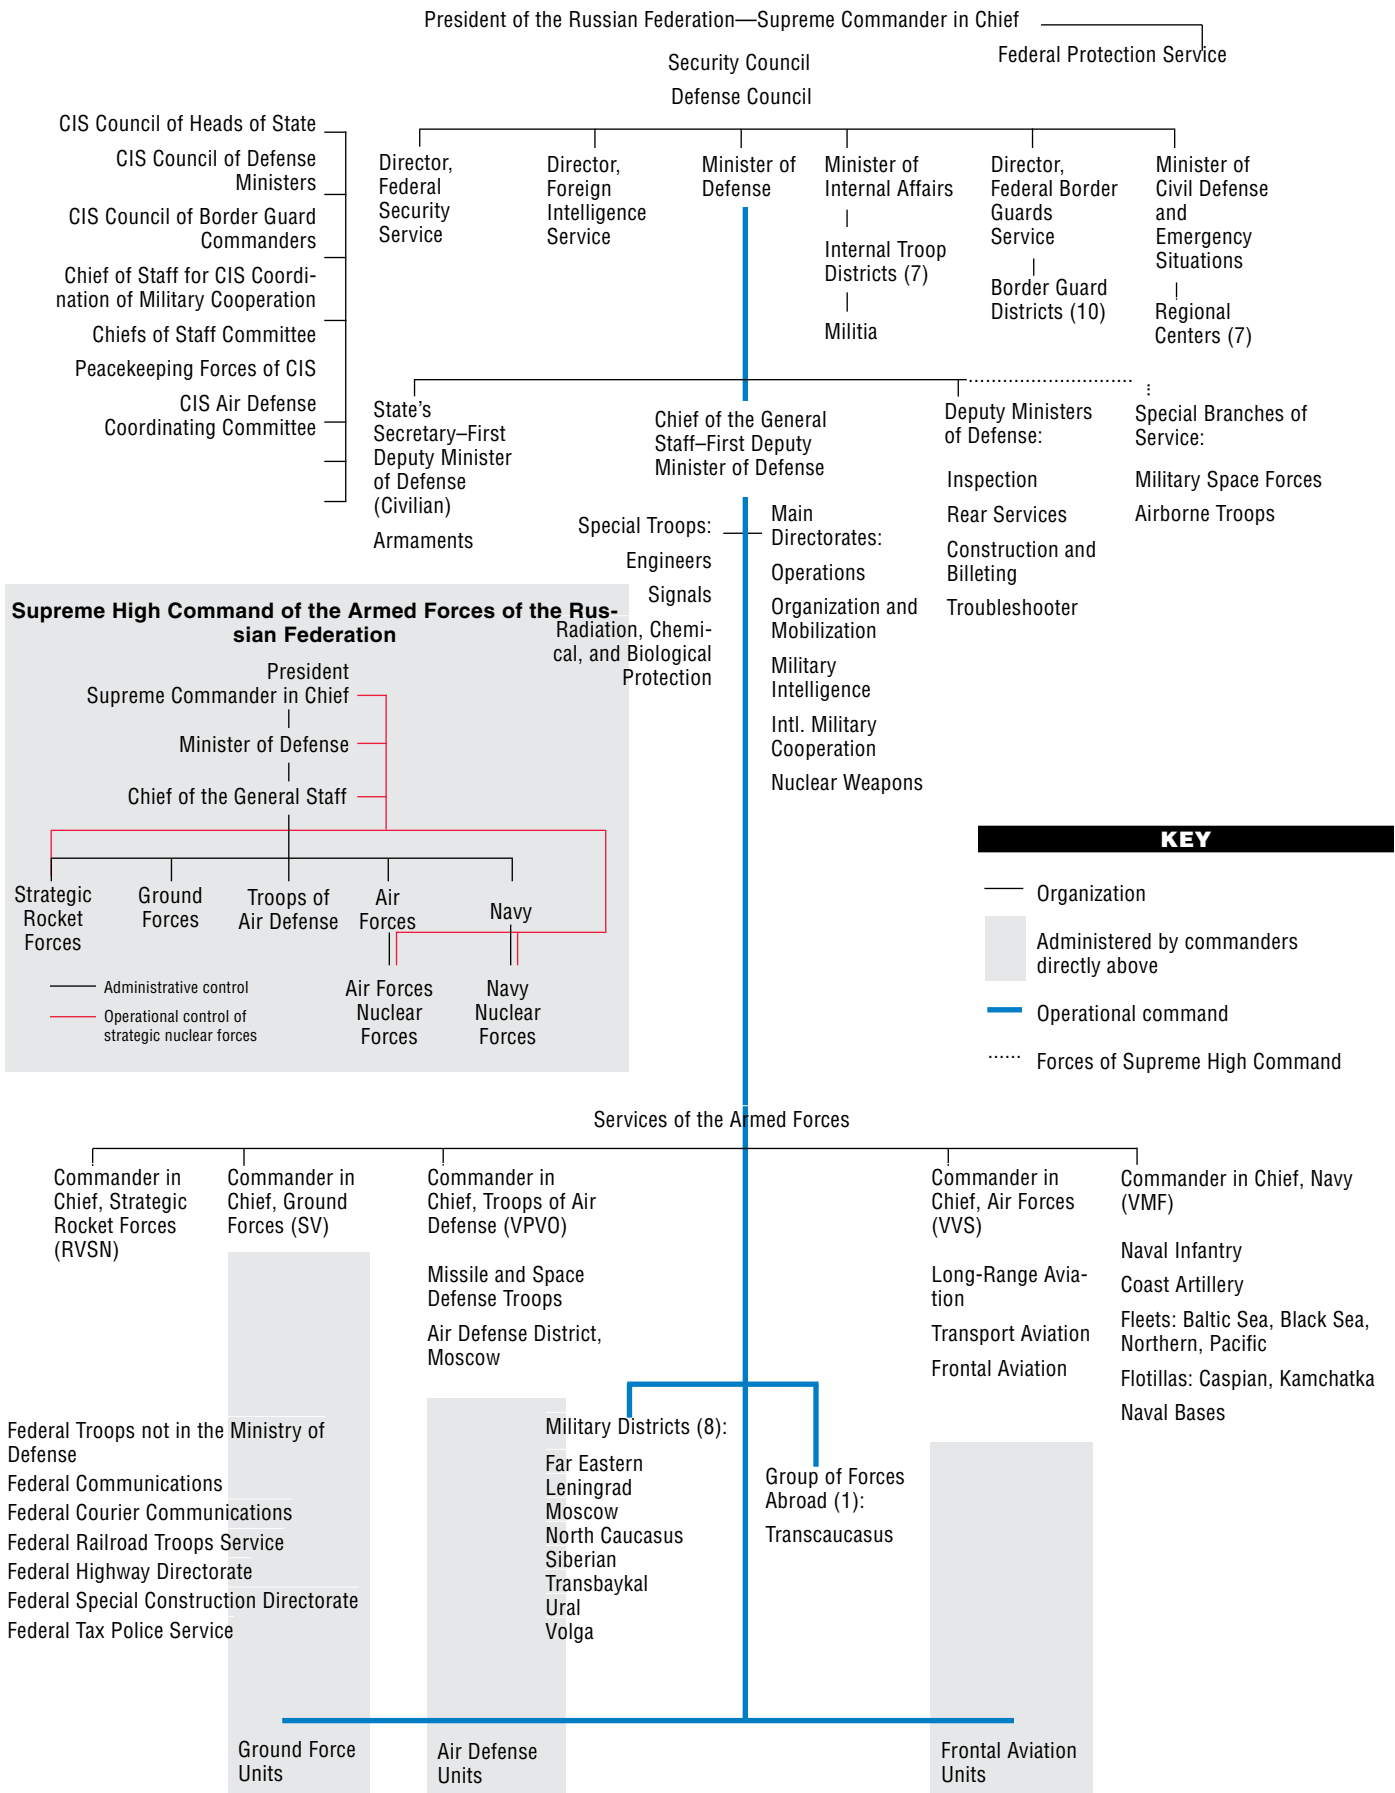 President of the Russian Federation—Supreme Commander in Chief
Federal Protection Service
Security Council
Defense Council
CIS Council of Heads of State
CIS Council of Defense
Ministers
CIS Council of Border Guard
Commanders
Chief of Staff for CIS Coordi-
nation of Military Cooperation
Chiefs of Staff Committee
Peacekeeping Forces of CIS
CIS Air Defense
Coordinating Committee
Director,
Federal
Security
Service
Director,
Foreign
Intelligence
Service
Minister of
Defense
Minister of
Internal Affairs
Internal Troop
Districts (7)
Militia
Director,
Federal Border
Guards
Service
Border Guard
Districts (10)
Minister of
Civil Defense
and
Emergency
Situations
Regional
Centers (7)
State’s
Secretary–First
Deputy Minister
of Defense
(Civilian)
Armaments
Chief of the General
Staff–First Deputy
Minister of Defense
Deputy Ministers
of Defense:
Inspection
Rear Services
Construction and
Billeting
Troubleshooter
Special Branches of
Service:
Military Space Forces
Airborne Troops
Special Troops:
Engineers
Signals
Radiation, Chemi-
cal, and Biological
Protection
Main
Directorates:
Operations
Organization and
Mobilization
Military
Intelligence
Intl. Military
Cooperation
Nuclear Weapons
Supreme High Command of the Armed Forces of the Rus-
sian Federation
President
Supreme Commander in Chief
Minister of Defense
Chief of the General Staff
Strategic
Rocket
Forces
Ground
Forces
Troops of
Air Defense
Air
Forces
Navy
Air Forces
Nuclear
Forces
Navy
Nuclear
Forces
Administrative control
Operational control of
strategic nuclear forces
KEY
Organization
Administered by commanders
directly above
Operational command
Forces of Supreme High Command
Services of the Armed Forces
Commander in
Chief, Strategic
Rocket Forces
(RVSN)
Commander in
Chief, Ground
Forces (SV)
Commander in
Chief, Troops of Air
Defense (VPVO)
Missile and Space
Defense Troops
Air Defense District,
Moscow
Commander in
Chief, Air Forces
(VVS)
Long-Range Avia-
tion
Transport Aviation
Frontal Aviation
Commander in Chief, Navy
(VMF)
Naval Infantry
Coast Artillery
Fleets: Baltic Sea, Black Sea,
Northern, Pacific
Flotillas: Caspian, Kamchatka
Naval Bases
Federal Troops not in the Ministry of
Defense
Federal Communications
Federal Courier Communications
Federal Railroad Troops Service
Federal Highway Directorate
Federal Special Construction Directorate
Federal Tax Police Service
Military Districts (8):
Far Eastern
Leningrad
Moscow
North Caucasus
Siberian
Transbaykal
Ural
Volga
Group of Forces
Abroad (1):
Transcaucasus
Ground Force
Units
Air Defense
Units
Frontal Aviation
Units